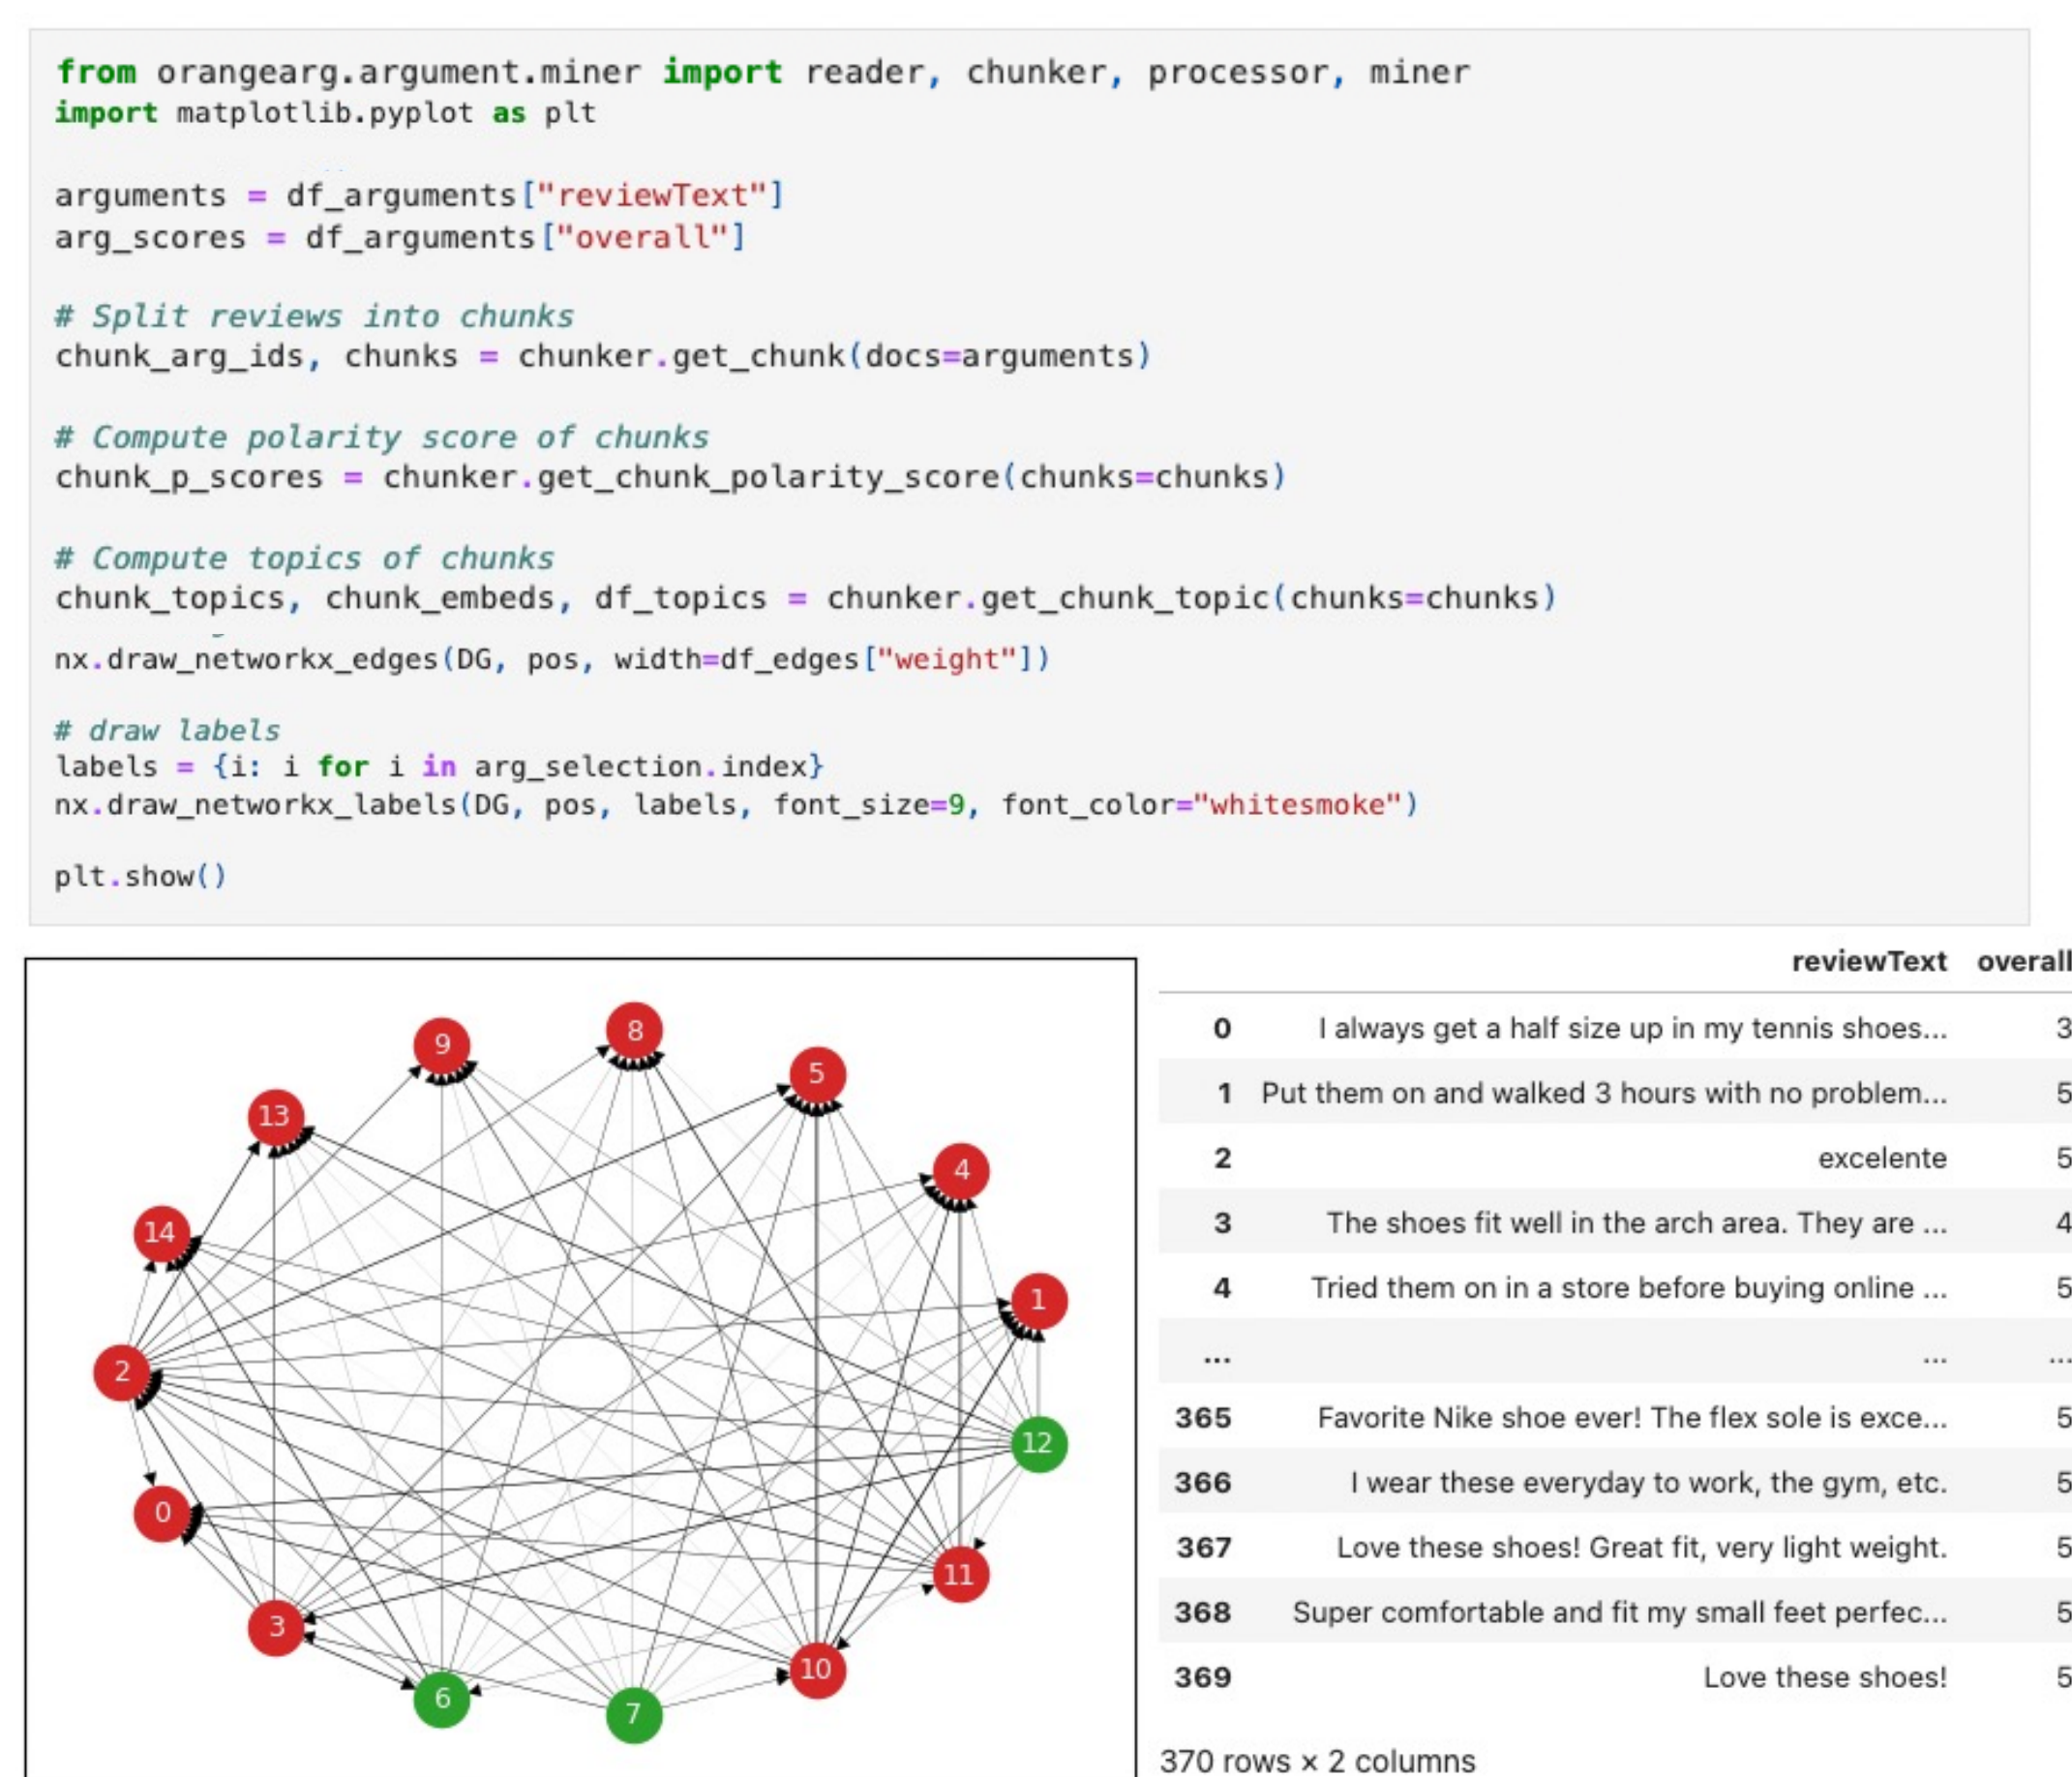 from orangearg.argument.miner import reader, chunker, processor, miner
import matplotlib.pyplot as plt
arguments = df_arguments["reviewText"]
arg_scores = df_arguments["overall"]
# Split reviews into chunks
chunk_arg_ids, chunks = chunker.get_chunk(docs=arguments)
# Compute polarity score of chunks
chunk_p_scores = chunker.get_chunk_polarity_score(chunks=chunks)
# Compute topics of chunks
chunk_topics, chunk_embeds, df_topics = chunker.get_chunk_topic(chunks=chunks)
nx.draw_networkx_edges(DG, pos, width=df_edges["weight"])
# draw labels
labels = {i: i for i in arg_selection.index}
nx.draw_networkx_labels(DG, pos, labels, font_size=9, font_color="whitesmoke")
plt.show()
8
9
5
13
4
14
1
2
12
0
11
3
10
6
7
reviewText overall
0 I always get a half size up in my tennis shoes... 3
1 Put them on and walked 3 hours with no problem... 5
2 excelente 5
3 The shoes fit well in the arch area. They are ... 4
4 Tried them on in a store before buying online ... 5
... ... ...
365 Favorite Nike shoe ever! The flex sole is exce... 5
366 I wear these everyday to work, the gym, etc. 5
367 Love these shoes! Great fit, very light weight. 5
368 Super comfortable and fit my small feet perfec... 5
369 Love these shoes! 5
370 rows × 2 columns